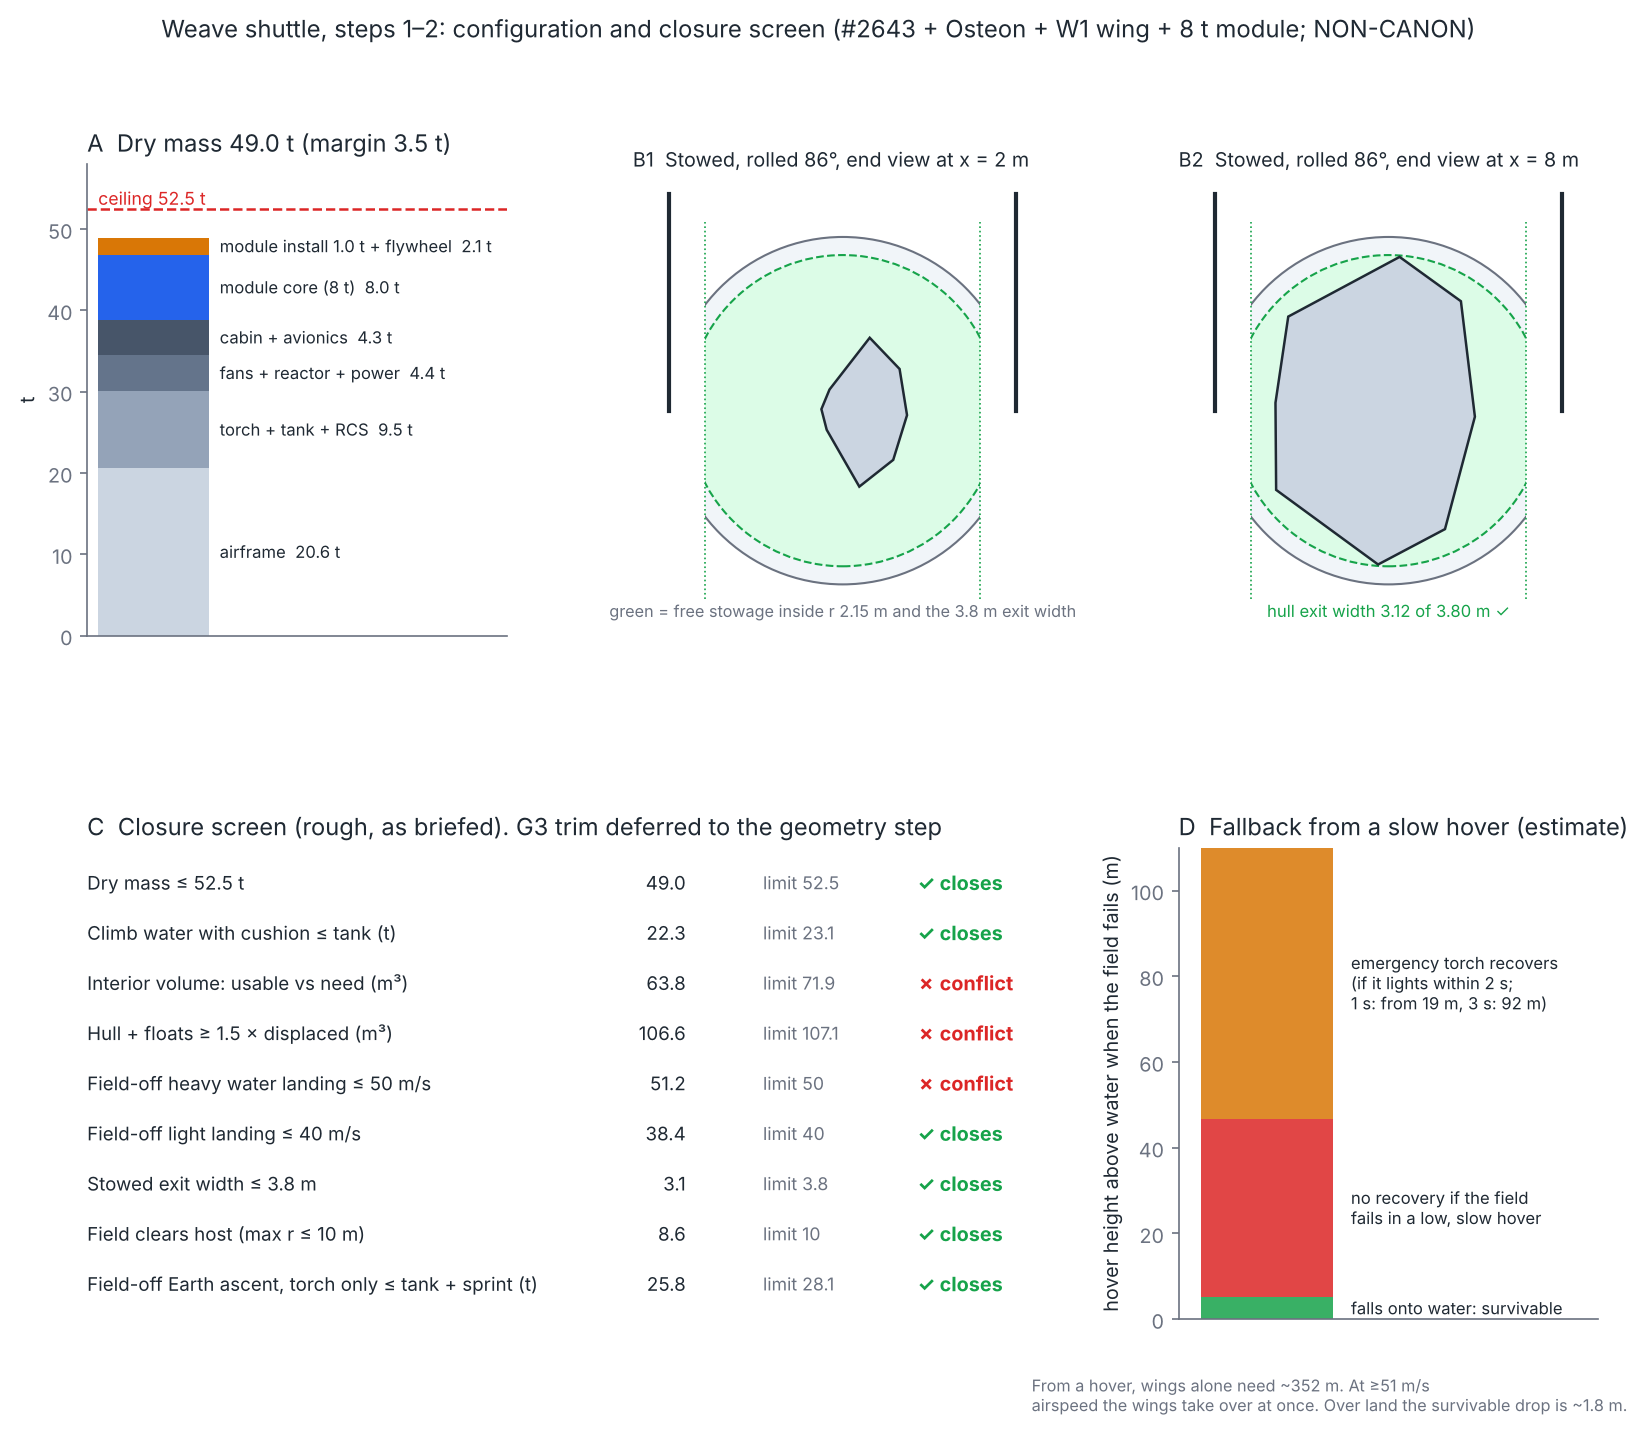 Weave shuttle, steps 1–2: configuration and closure screen (#2643 + Osteon + W1 wing + 8 t module; NON-CANON)
A Dry mass 49.0 t (margin 3.5 t)
ceiling 52.5 t
50
40
30
20
10
0
t
module install 1.0 t + flywheel 2.1 t
module core (8 t) 8.0 t
cabin + avionics 4.3 t
fans + reactor + power 4.4 t
torch + tank + RCS 9.5 t
airframe 20.6 t
B1 Stowed, rolled 86°, end view at x = 2 m
green = free stowage inside r 2.15 m and the 3.8 m exit width
B2 Stowed, rolled 86°, end view at x = 8 m
hull exit width 3.12 of 3.80 m ✓
C Closure screen (rough, as briefed). G3 trim deferred to the geometry step
Dry mass ≤ 52.5 t 49.0 limit 52.5 ✓ closes
Climb water with cushion ≤ tank (t) 22.3 limit 23.1 ✓ closes
Interior volume: usable vs need (m³) 63.8 limit 71.9 × conflict
Hull + floats ≥ 1.5 × displaced (m³) 106.6 limit 107.1 × conflict
Field-off heavy water landing ≤ 50 m/s 51.2 limit 50 × conflict
Field-off light landing ≤ 40 m/s 38.4 limit 40 ✓ closes
Stowed exit width ≤ 3.8 m 3.1 limit 3.8 ✓ closes
Field clears host (max r ≤ 10 m) 8.6 limit 10 ✓ closes
Field-off Earth ascent, torch only ≤ tank + sprint (t) 25.8 limit 28.1 ✓ closes
D Fallback from a slow hover (estimate)
hover height above water when the field fails (m)
100
80
60
40
20
0
emergency torch recovers
(if it lights within 2 s;
1 s: from 19 m, 3 s: 92 m)
no recovery if the field
fails in a low, slow hover
falls onto water: survivable
From a hover, wings alone need ~352 m. At ≥51 m/s
airspeed the wings take over at once. Over land the survivable drop is ~1.8 m.